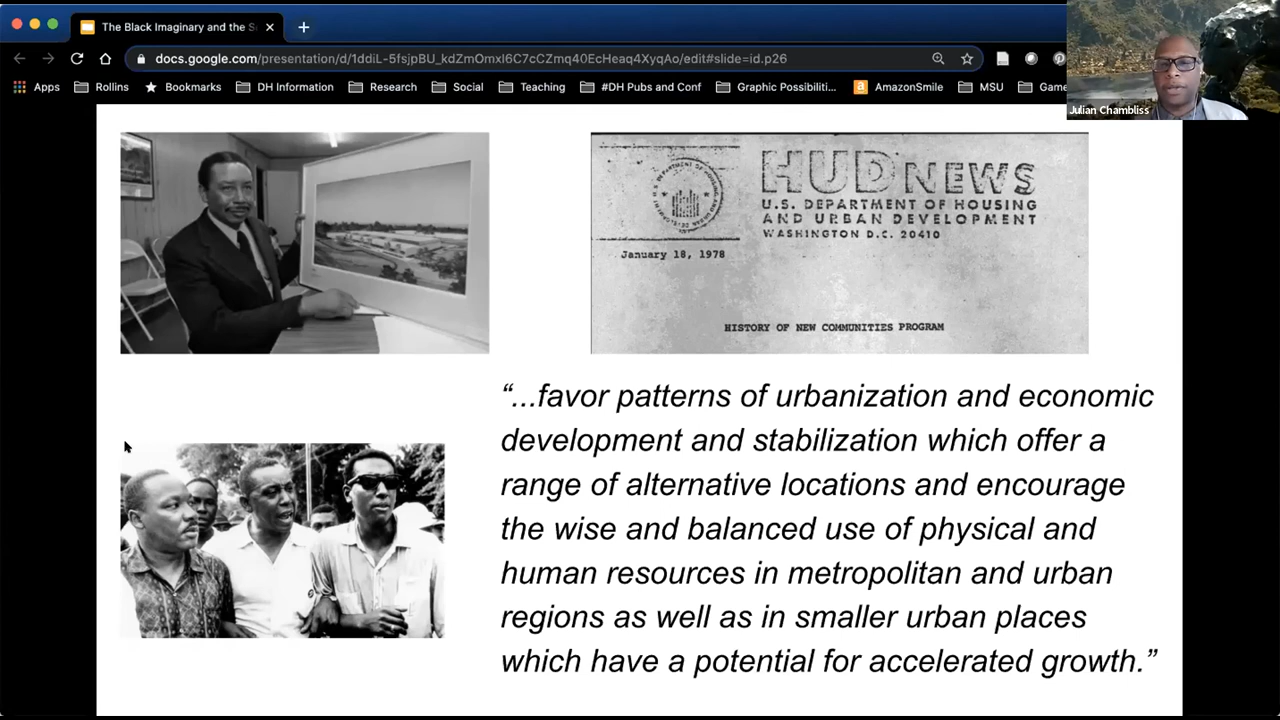 The Black Imaginary and the S
docs.google.com/presentation/d/1ddiL-5fsjpBU_kdZmOmxI6C7cCZmq40EcHeaq4XyqAo/edit#slide=id.p26
Apps Rollins Bookmarks DH Information Research Social Teaching #DH Pubs and Conf Graphic Possibiliti... AmazonSmile MSU Game
Julian Chambliss
HUD NEWS
U.S. DEPARTMENT OF HOUSING
AND URBAN DEVELOPMENT
WASHINGTON D.C. 20410
January 18, 1978
HISTORY OF NEW COMMUNITIES PROGRAM
“...favor patterns of urbanization and economic
development and stabilization which offer a
range of alternative locations and encourage
the wise and balanced use of physical and
human resources in metropolitan and urban
regions as well as in smaller urban places
which have a potential for accelerated growth.”